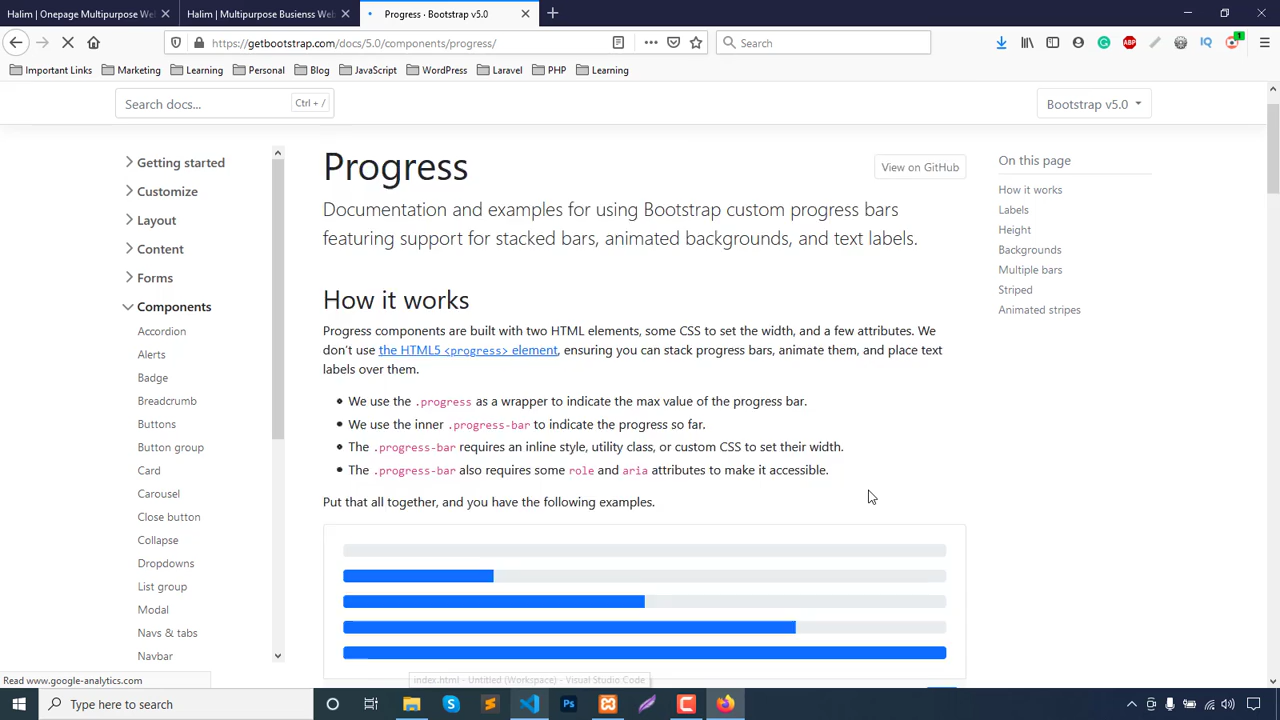 Halim | Onepage Multipurpose We
Halim | Multipurpose Busienss We
Progress · Bootstrap v5.0
https://getbootstrap.com/docs/5.0/components/progress/
Search
1
Important Links
Marketing
Learning
Personal
Blog
JavaScript
WordPress
Laravel
PHP
Learning
Search docs...
Ctrl + /
Bootstrap v5.0
Getting started
Customize
Layout
Content
Forms
Components
Accordion
Alerts
Badge
Breadcrumb
Buttons
Button group
Card
Carousel
Close button
Collapse
Dropdowns
List group
Modal
Navs & tabs
Navbar
Progress
View on GitHub
Documentation and examples for using Bootstrap custom progress bars
featuring support for stacked bars, animated backgrounds, and text labels.
How it works
Progress components are built with two HTML elements, some CSS to set the width, and a few attributes. We
don't use the HTML5 <progress> element, ensuring you can stack progress bars, animate them, and place text
labels over them.
We use the .progress as a wrapper to indicate the max value of the progress bar.
We use the inner .progress-bar to indicate the progress so far.
The .progress-bar requires an inline style, utility class, or custom CSS to set their width.
The .progress-bar also requires some role and aria attributes to make it accessible.
Put that all together, and you have the following examples.
On this page
How it works
Labels
Height
Backgrounds
Multiple bars
Striped
Animated stripes
Read www.google-analytics.com
index.html - Untitled (Workspace) - Visual Studio Code
Type here to search